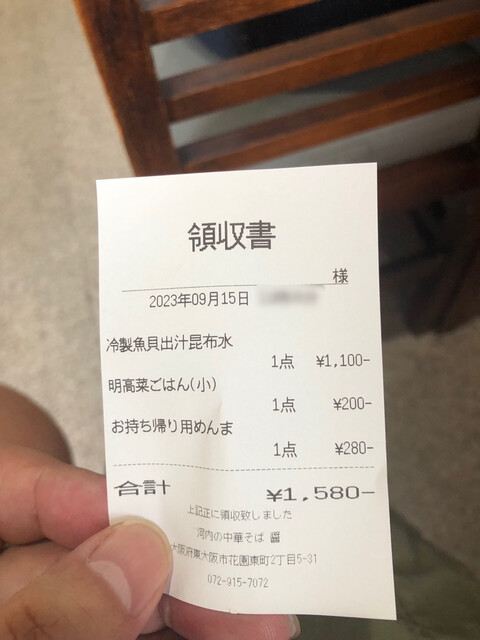 領収書
様
2023年09月15日
冷製魚貝出汁昆布水
1点 ¥1,100-
明高菜ごはん(小)
1点 ¥200-
お持ち帰り用めんま
1点 ¥280-
合計 ¥1,580-
上記正に領収致しました
河内の中華そば 醤
大阪府東大阪市花園東町2丁目5-31
072-915-7072